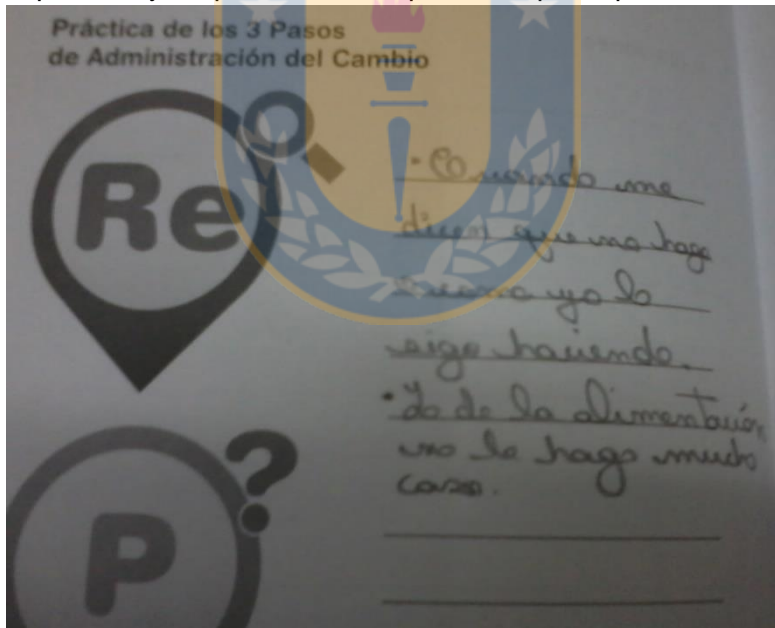 Práctica de los 3 Pasos
de Administración del Cambio
Re
• Cuando me
dicen que no haga
yo lo
sigo haciendo.
• Lo de la alimentación
no le hago mucho
caso.
P?